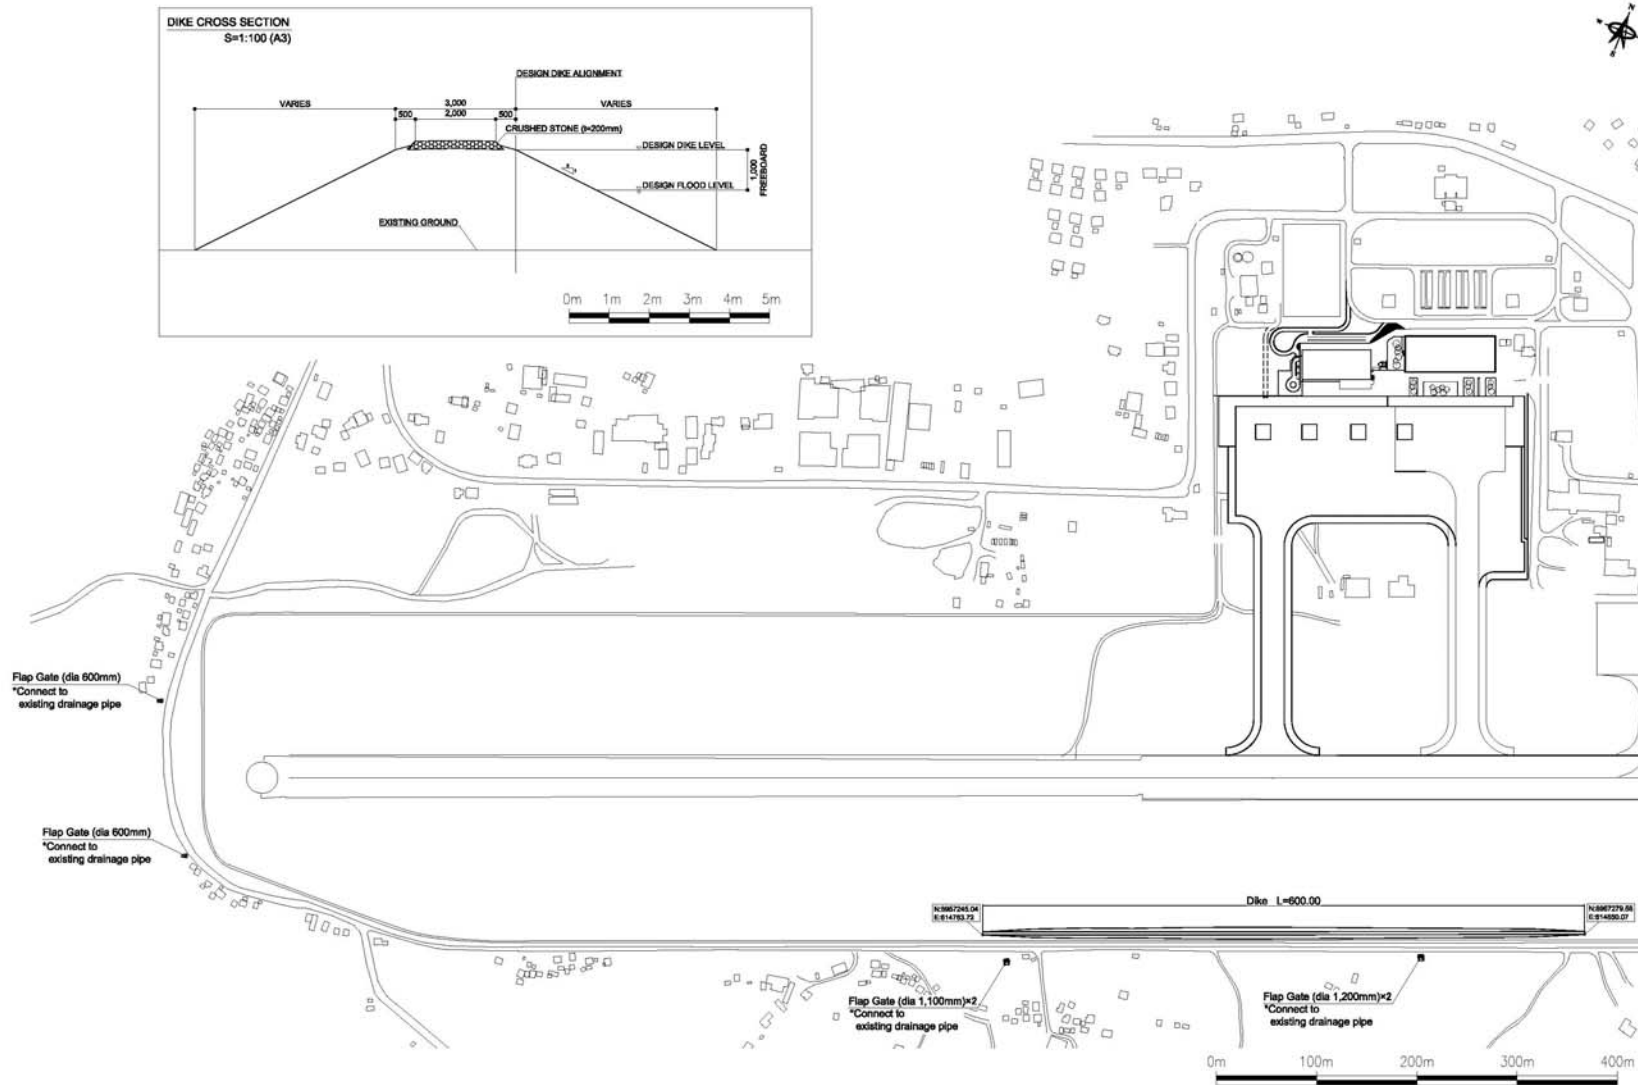 DIKE CROSS SECTION
S=1:100 (A3)
DESIGN DIKE ALIGNMENT
VARIES
3,000
VARIES
500
2,000
500
CRUSHED STONE (t=200mm)
DESIGN DIKE LEVEL
1,000
FREEBOARD
DESIGN FLOOD LEVEL
EXISTING GROUND
0m 1m 2m 3m 4m 5m
N
S
Flap Gate (dia 600mm)
*Connect to
existing drainage pipe
Flap Gate (dia 600mm)
*Connect to
existing drainage pipe
Dike L=600.00
Flap Gate (dia 1,100mm)×2
*Connect to
existing drainage pipe
Flap Gate (dia 1,200mm)×2
*Connect to
existing drainage pipe
0m 100m 200m 300m 400m